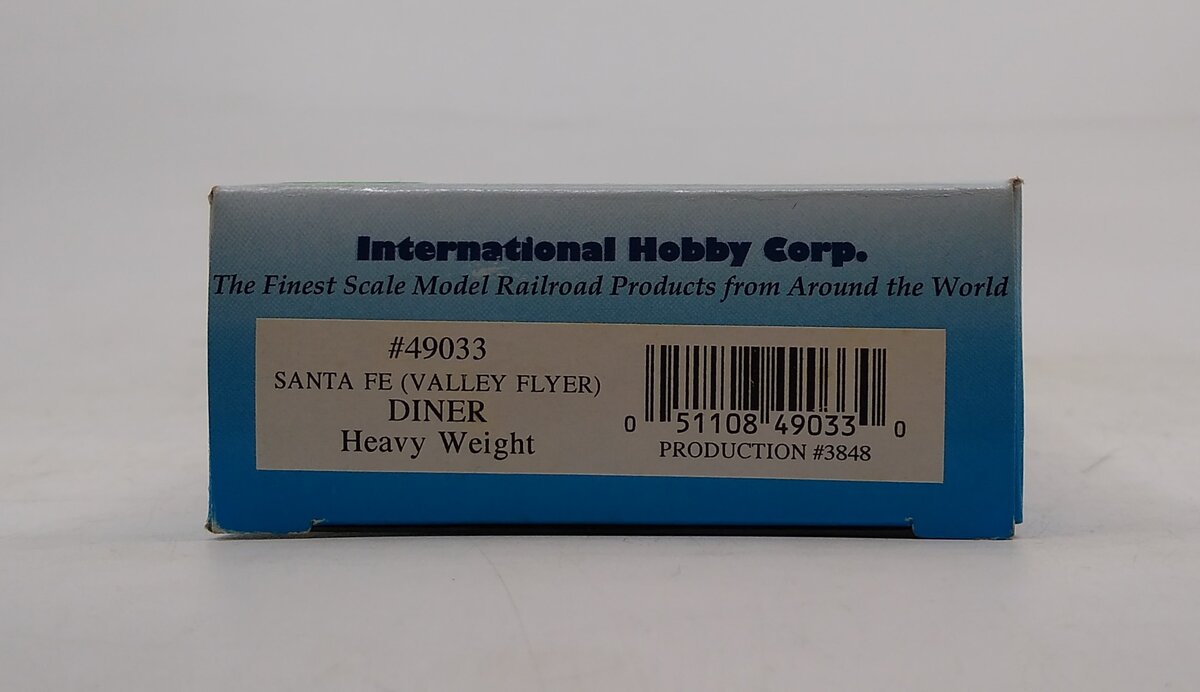 International Hobby Corp.
The Finest Scale Model Railroad Products from Around the World
#49033
SANTA FE (VALLEY FLYER)
DINER
Heavy Weight
0 51108 49033 0
PRODUCTION #3848